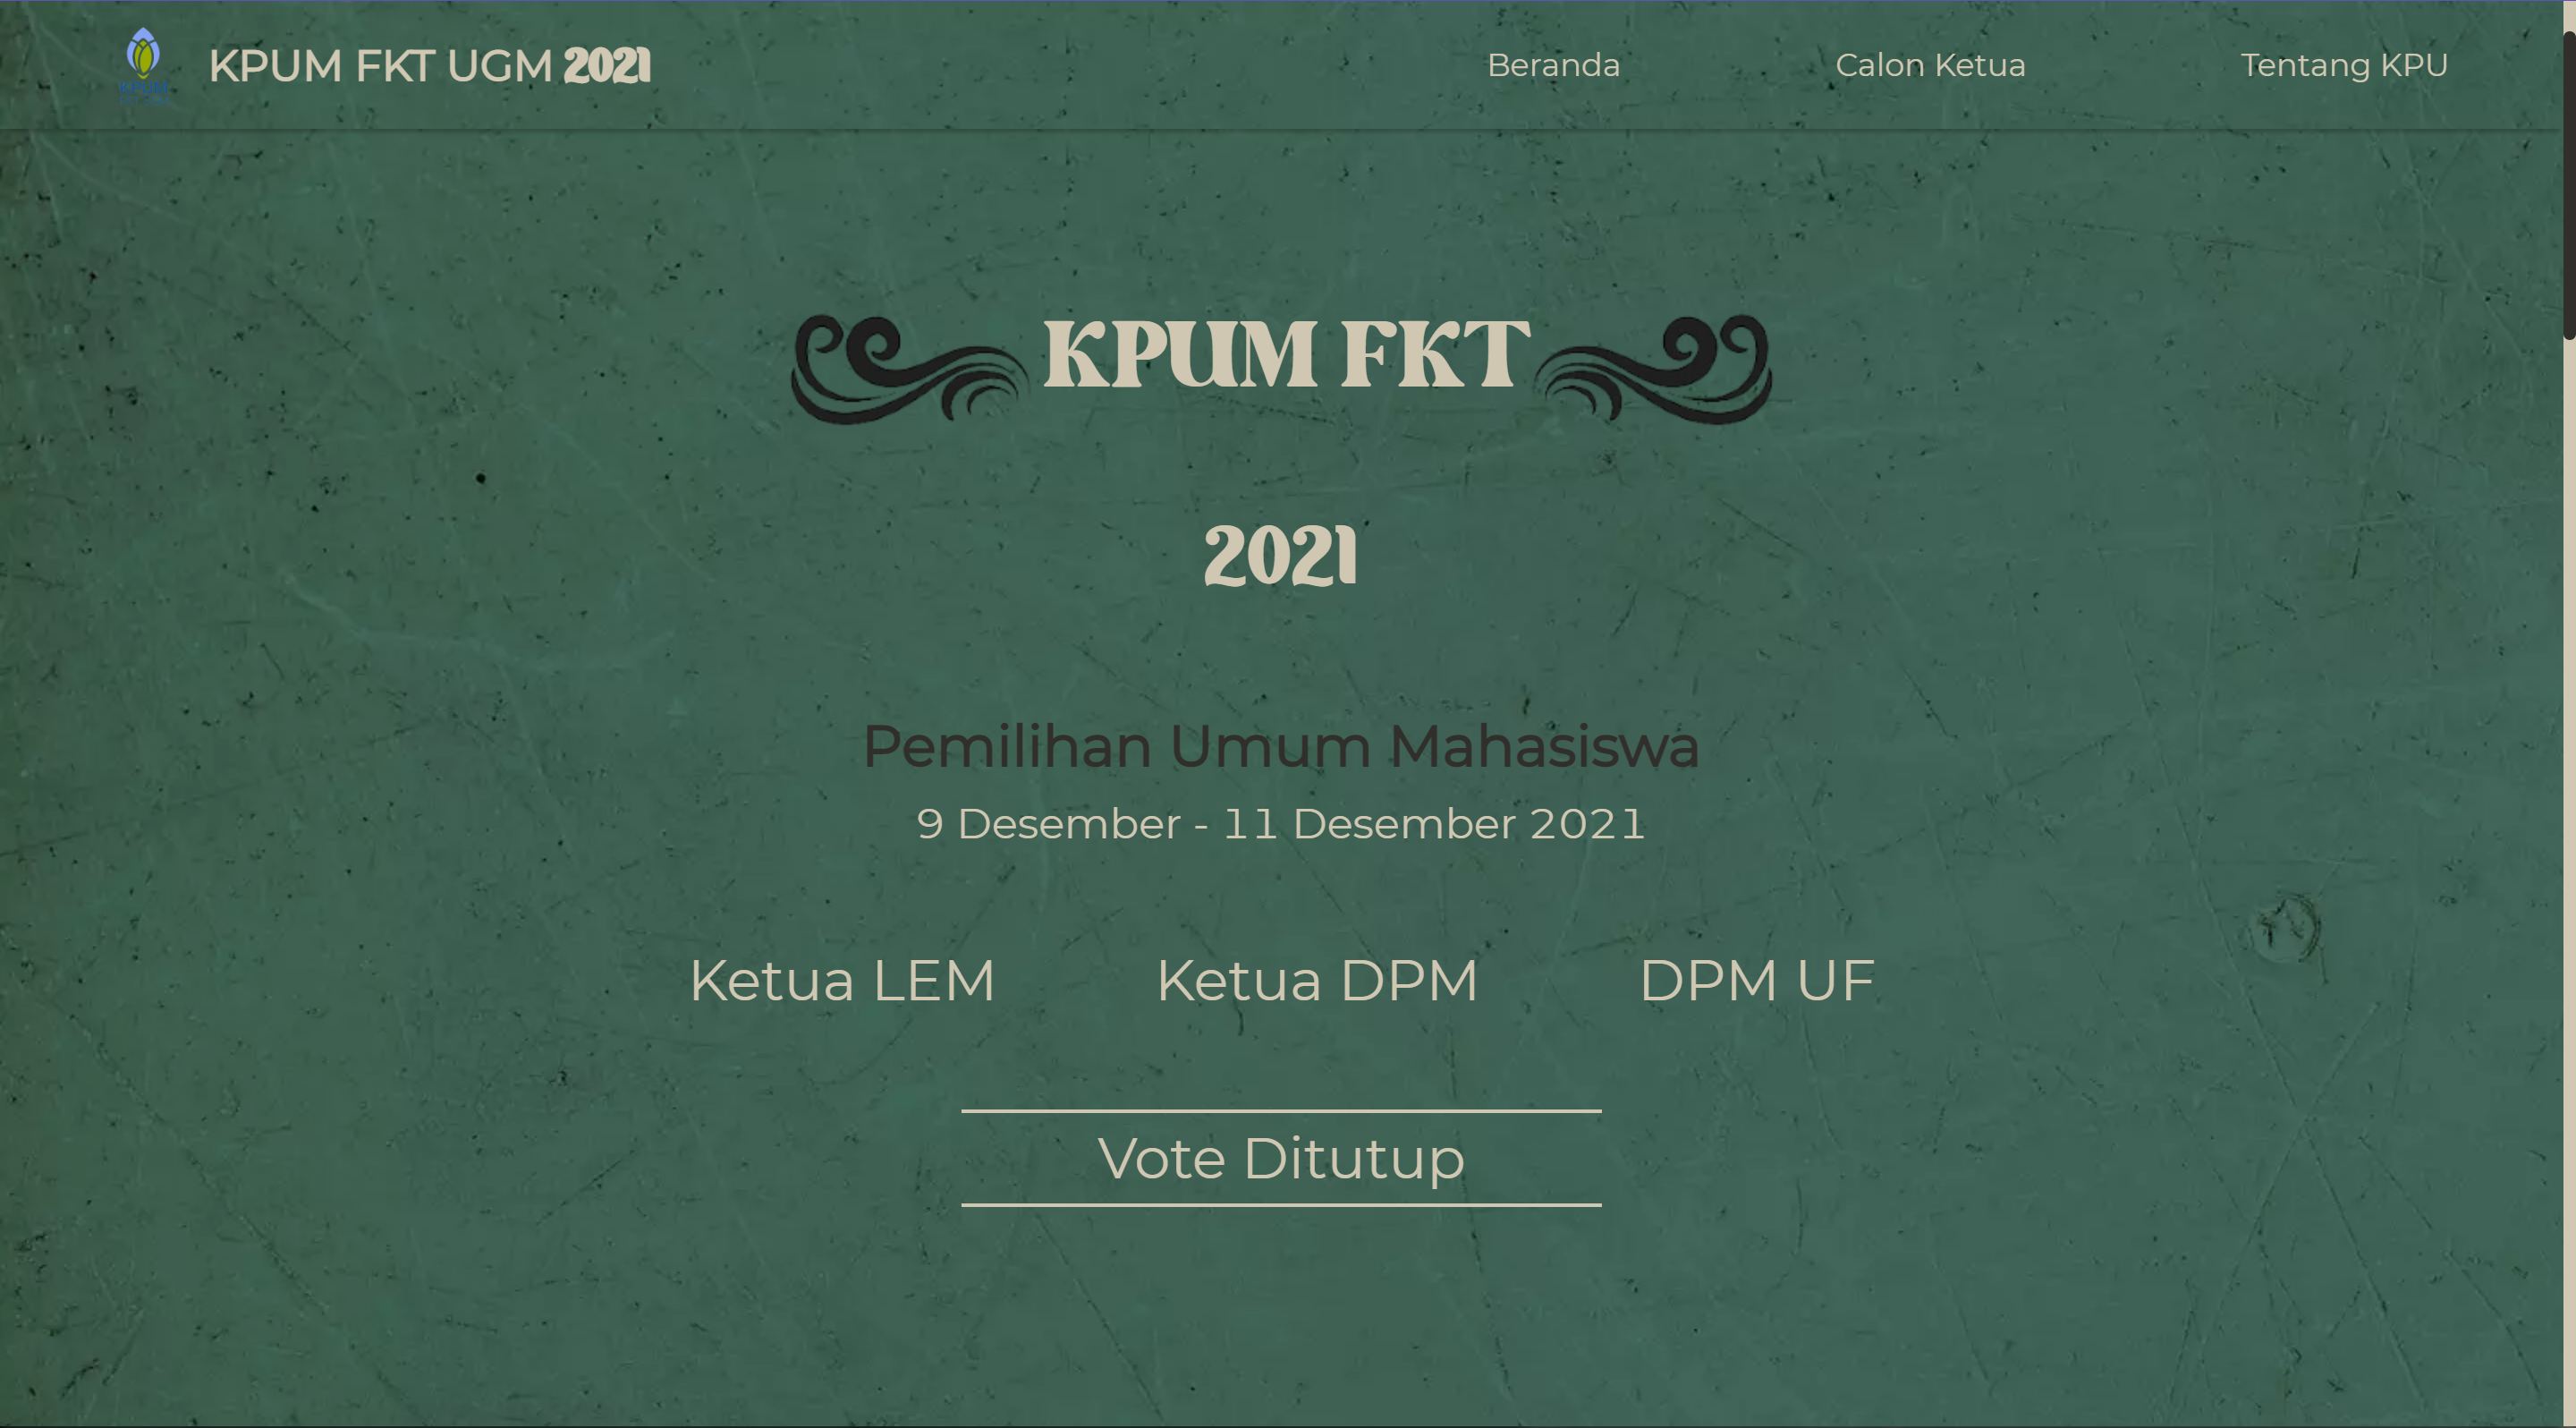 KPUM FKT UGM 2021
Beranda
Calon Ketua
Tentang KPU
KPUM
KPUM FKT
2021
Pemilihan Umum Mahasiswa
9 Desember - 11 Desember 2021
Ketua LEM
Ketua DPM
DPM UF
Vote Ditutup